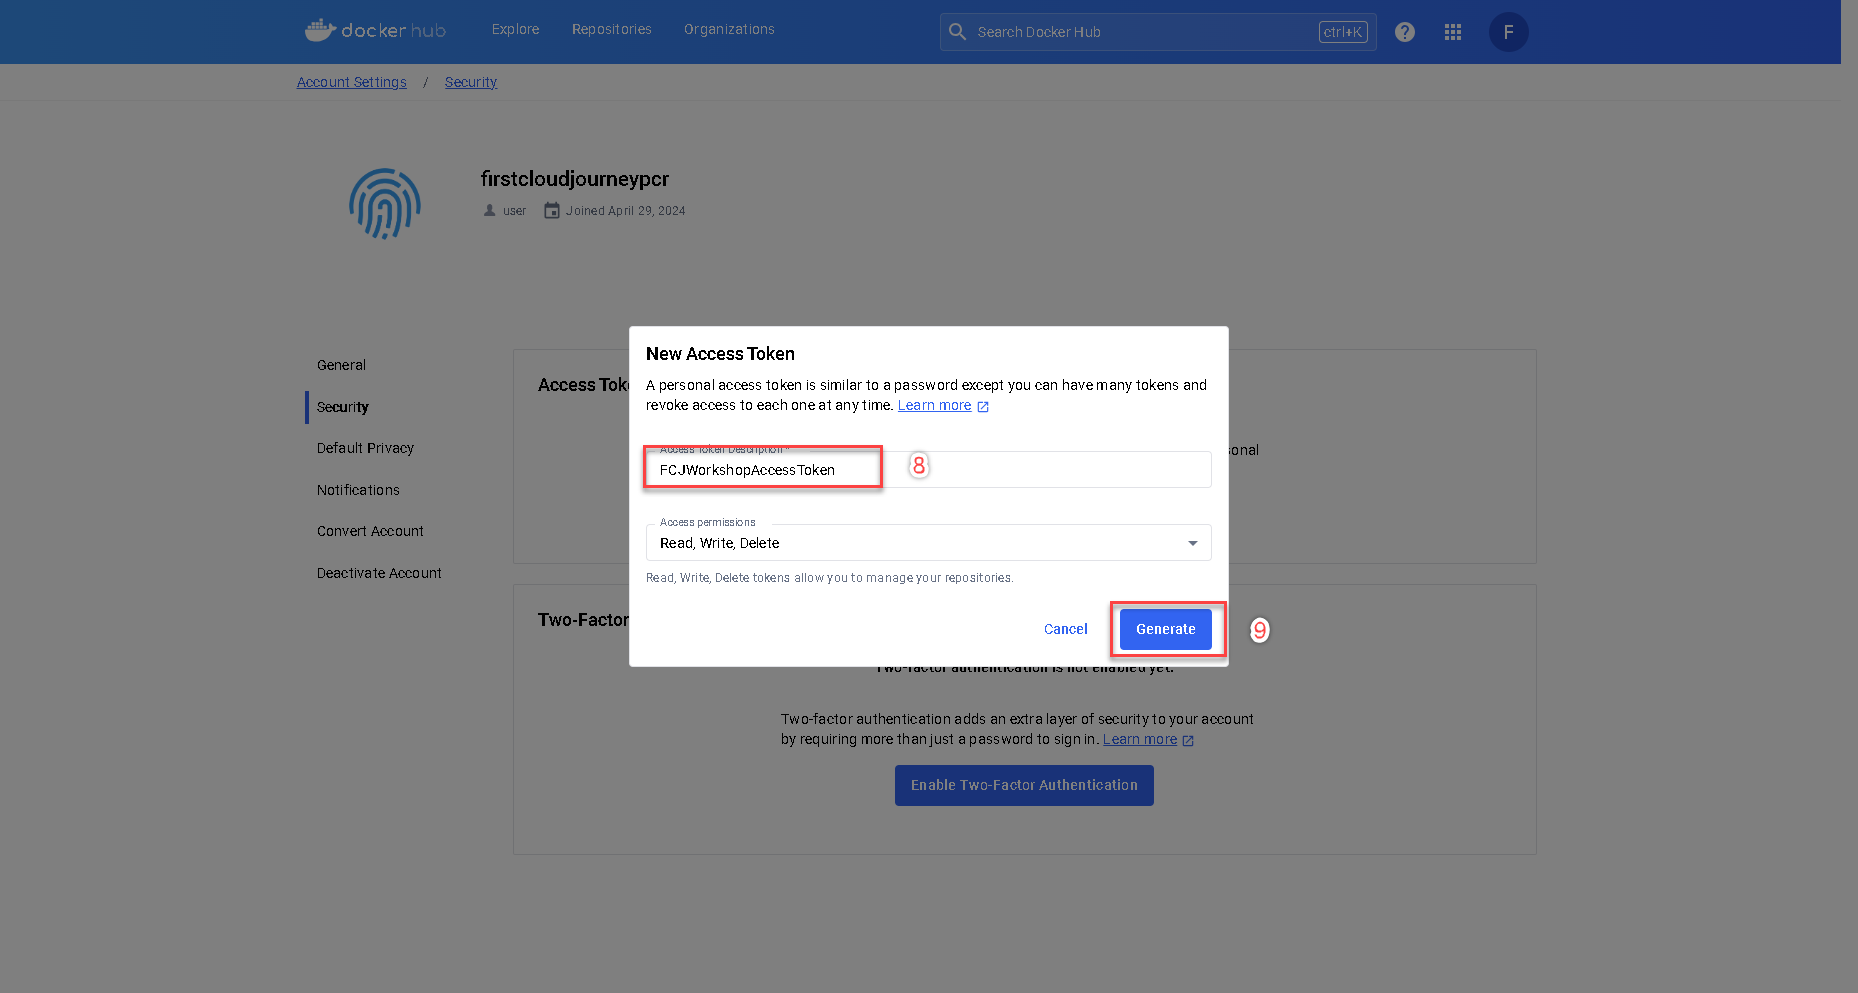 docker hub
Explore
Repositories
Organizations
Search Docker Hub
ctrl+K
?
F
Account Settings / Security
firstcloudjourneypcr
user
Joined April 29, 2024
General
Security
Default Privacy
Notifications
Convert Account
Deactivate Account
Access Tok
onal
New Access Token
A personal access token is similar to a password except you can have many tokens and
revoke access to each one at any time. Learn more
Access Token Description *
FCJWorkshopAccessToken
8
Access permissions
Read, Write, Delete
Read, Write, Delete tokens allow you to manage your repositories.
Cancel
Generate
9
Two-Factor
Two-factor authentication is not enabled yet.
Two-factor authentication adds an extra layer of security to your account
by requiring more than just a password to sign in. Learn more
Enable Two-Factor Authentication